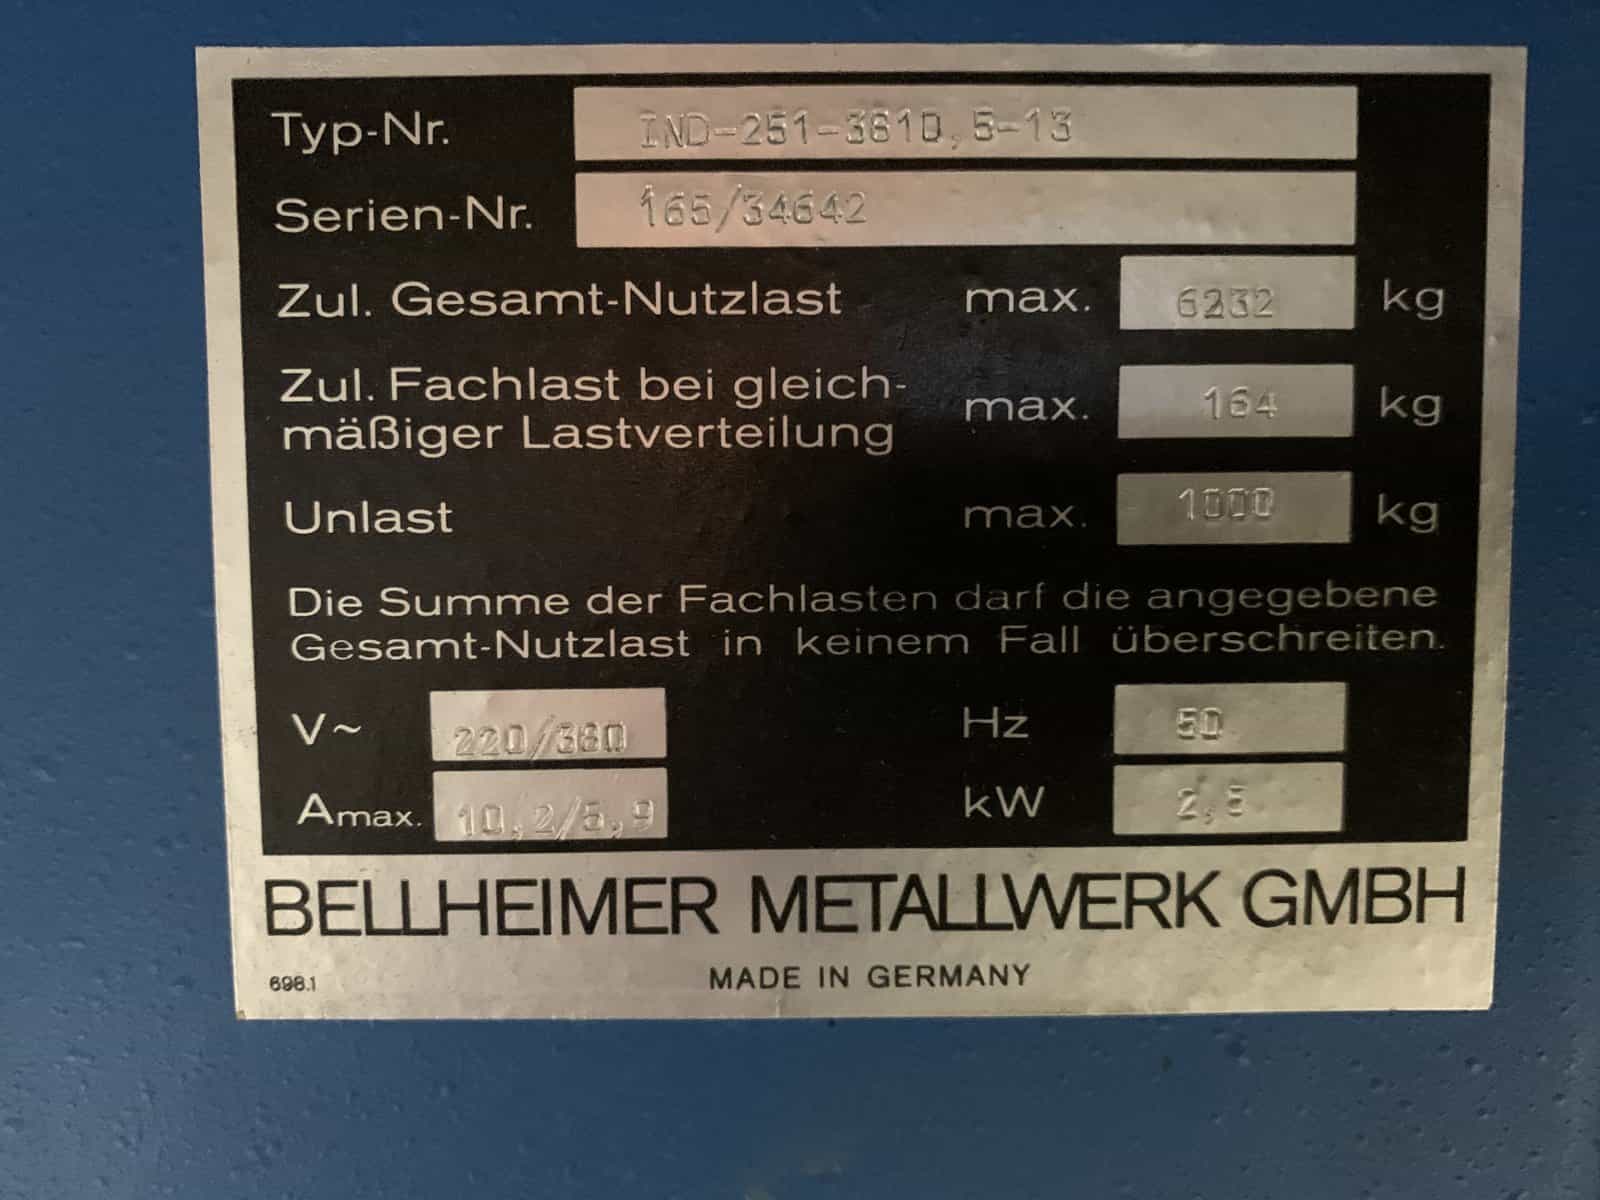 Typ-Nr. IND-251-3610,5-13
Serien-Nr. 165/34642
Zul. Gesamt-Nutzlast max. 6232 kg
Zul. Fachlast bei gleich-
mäßiger Lastverteilung max. 164 kg
Unlast max. 1000 kg
Die Summe der Fachlasten darf die angegebene
Gesamt-Nutzlast in keinem Fall überschreiten.
V~ 220/380 Hz 50
Amax. 10,2/5,9 kW 2,5
BELLHEIMER METALLWERK GMBH
698.1 MADE IN GERMANY